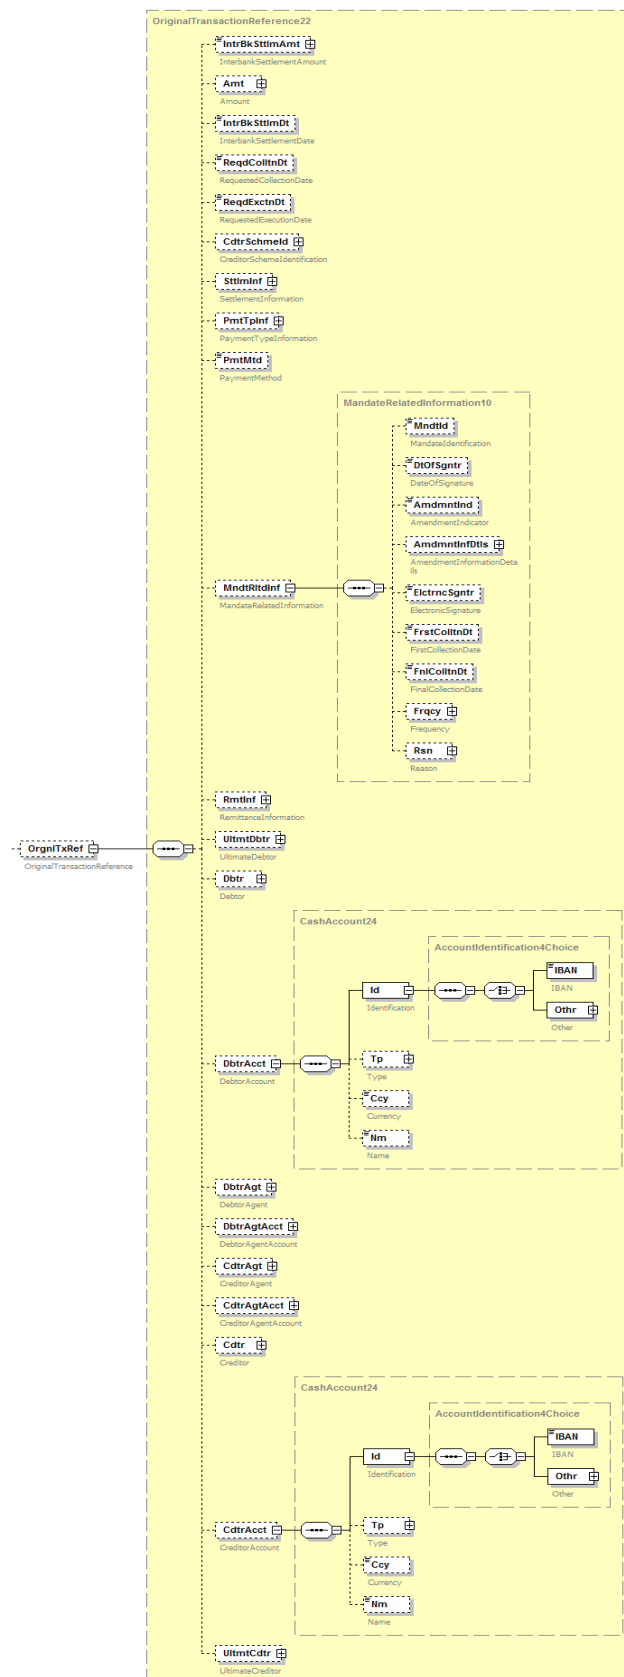 OriginalTransactionReference22
IntrBkSttlmAmt
InterbankSettlementAmount
Amt
Amount
IntrBkSttlmDt
InterbankSettlementDate
ReqdColltnDt
RequestedCollectionDate
ReqdExctnDt
RequestedExecutionDate
CdtrSchmeId
CreditorSchemeIdentification
SttlmInf
SettlementInformation
PmtTpInf
PaymentTypeInformation
PmtMtd
PaymentMethod
MandateRelatedInformation10
MndtId
MandateIdentification
DtOfSgntr
DateOfSignature
AmdmntInd
AmendmentIndicator
AmdmntInfDtls
AmendmentInformationDeta
ils
MndtRltdInf
MandateRelatedInformation
ElctrncSgntr
ElectronicSignature
FrstColltnDt
FirstCollectionDate
FnlColltnDt
FinalCollectionDate
Frqcy
Frequency
Rsn
Reason
RmtInf
RemittanceInformation
UltmtDbtr
UltimateDebtor
OrgnlTxRef
OriginalTransactionReference
Dbtr
Debtor
CashAccount24
AccountIdentification4Choice
IBAN
IBAN
Id
Identification
Othr
Other
DbtrAcct
DebtorAccount
Tp
Type
Ccy
Currency
Nm
Name
DbtrAgt
DebtorAgent
DbtrAgtAcct
DebtorAgentAccount
CdtrAgt
CreditorAgent
CdtrAgtAcct
CreditorAgentAccount
Cdtr
Creditor
CashAccount24
AccountIdentification4Choice
IBAN
IBAN
Id
Identification
Othr
Other
CdtrAcct
CreditorAccount
Tp
Type
Ccy
Currency
Nm
Name
UltmtCdtr
UltimateCreditor